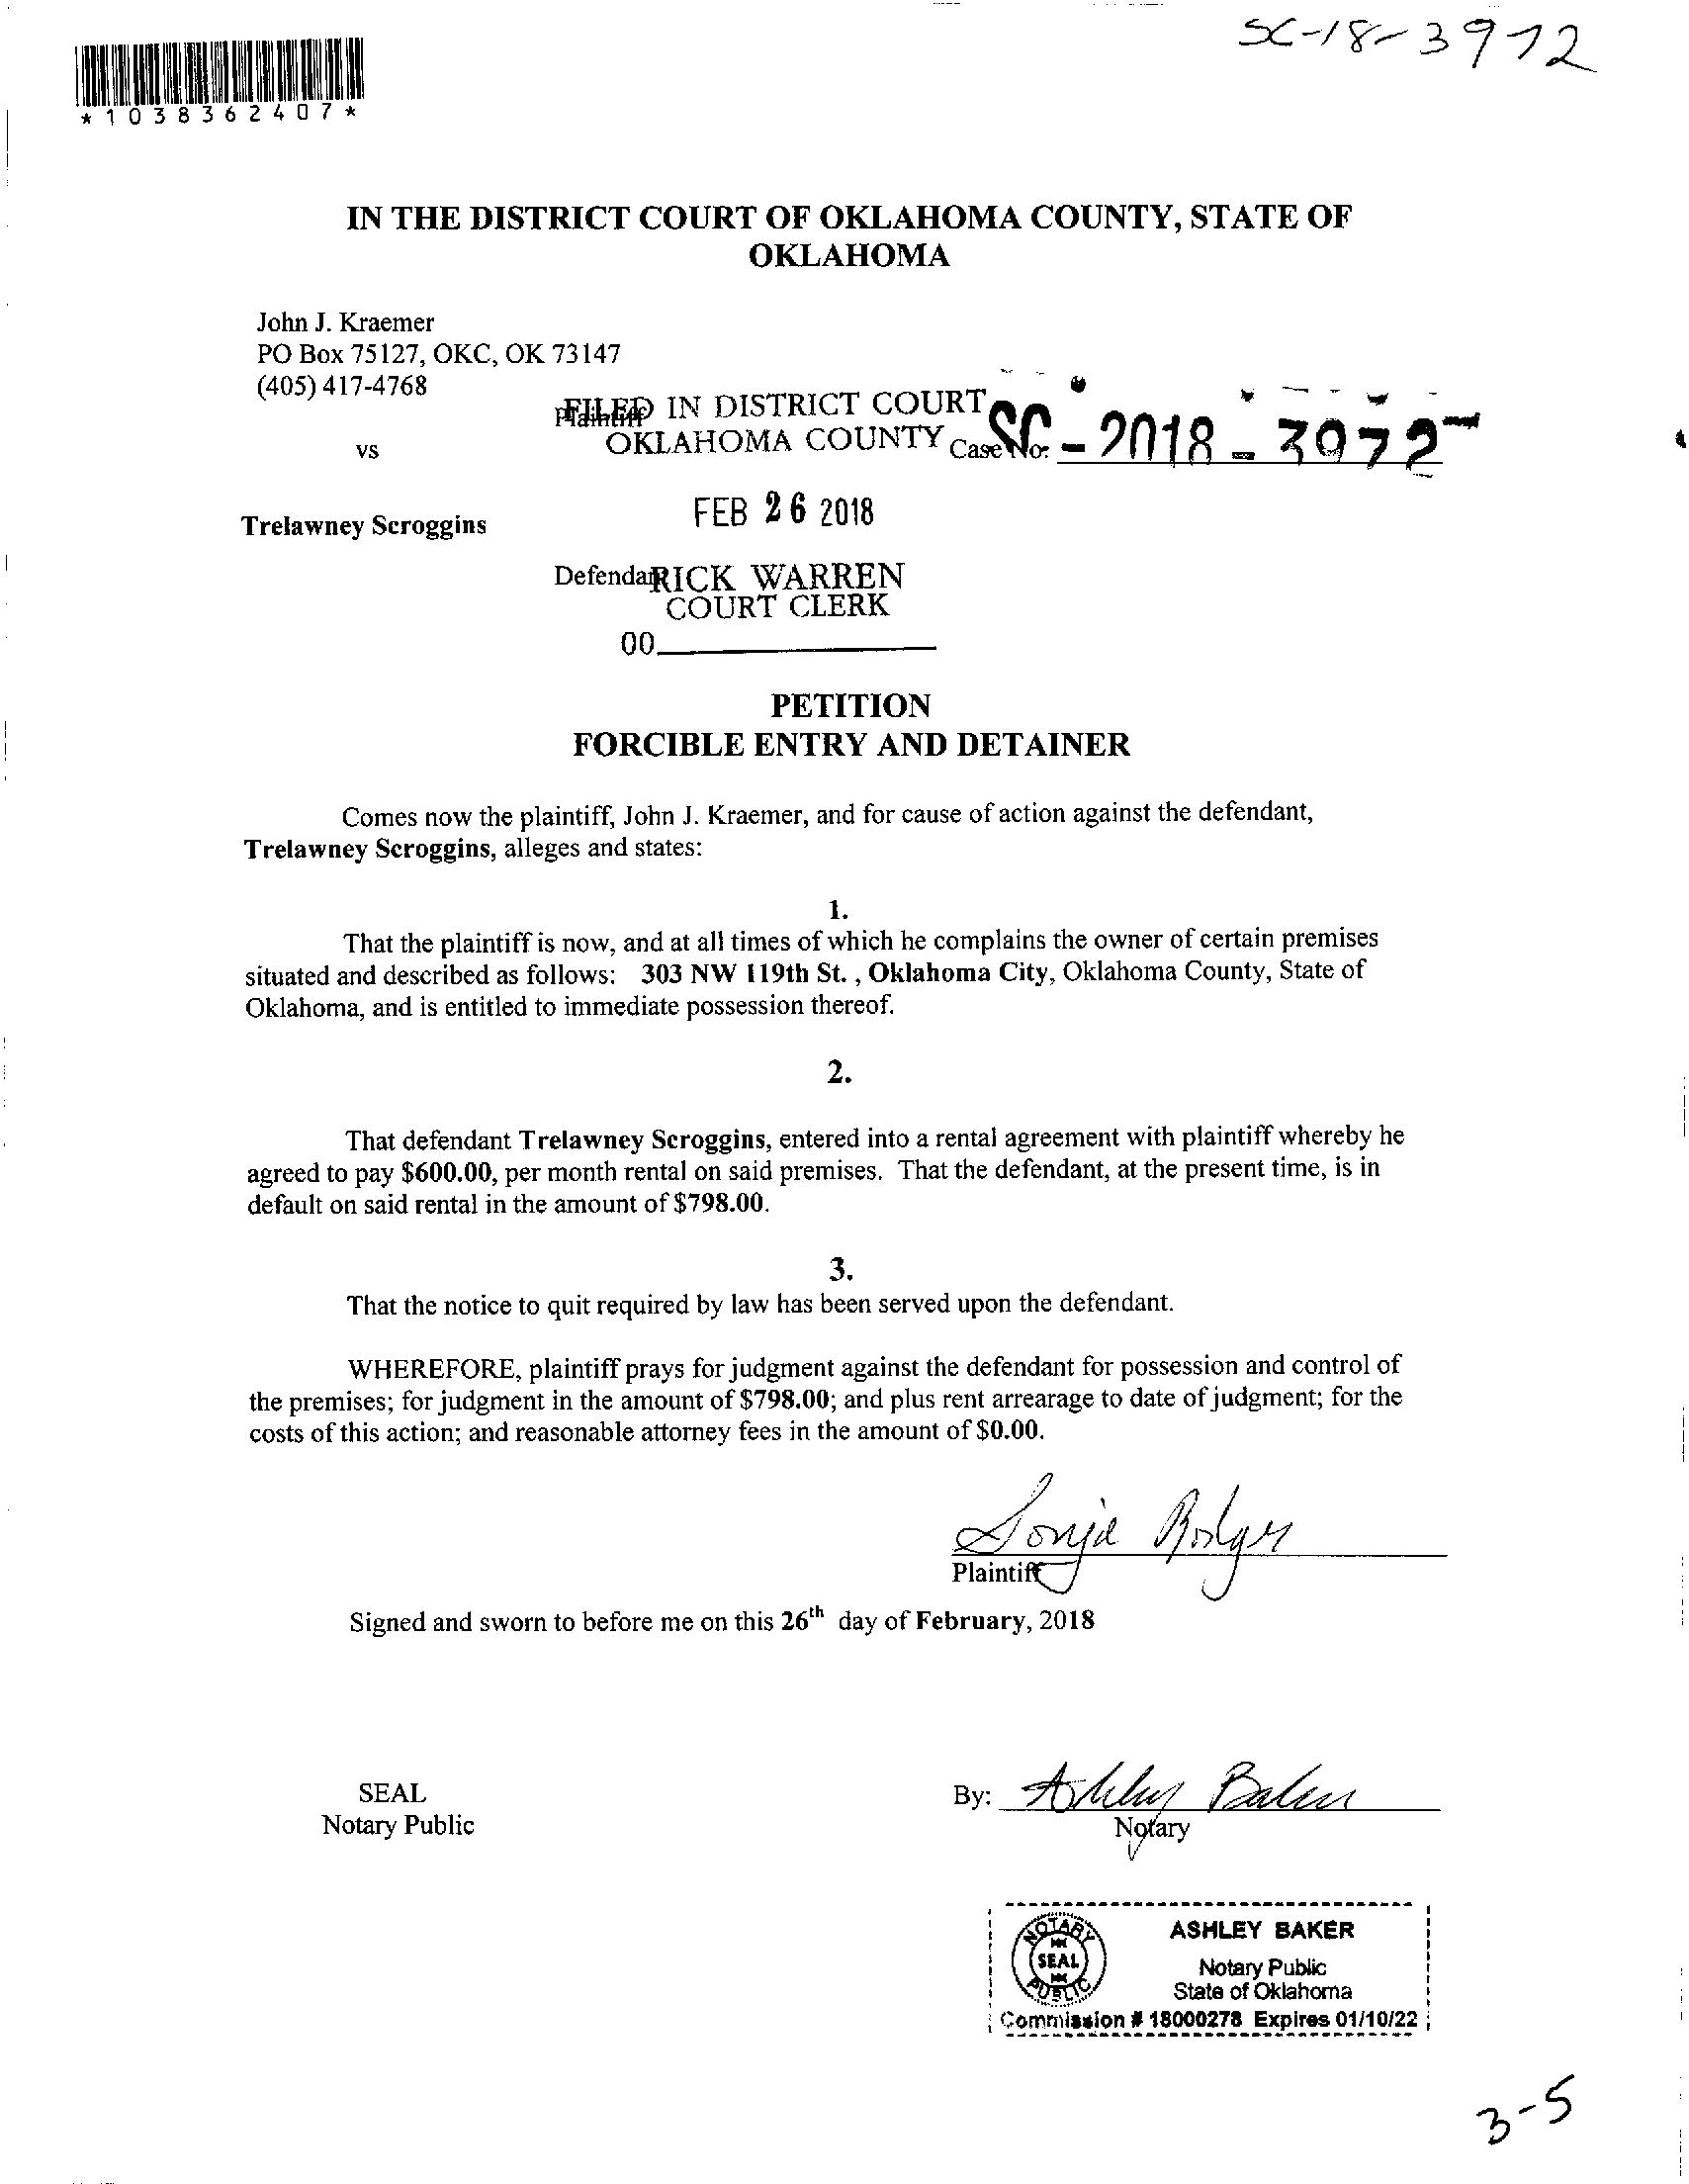 SC-18-3972
*1038362407*
IN THE DISTRICT COURT OF OKLAHOMA COUNTY, STATE OF
OKLAHOMA
John J. Kraemer
PO Box 75127, OKC, OK 73147
(405) 417-4768
Plaintiff
FILED IN DISTRICT COURT
OKLAHOMA COUNTY
vs
Case No: SC - 2018 - 3972
FEB 26 2018
Trelawney Scroggins
Defendant
RICK WARREN
COURT CLERK
00
PETITION
FORCIBLE ENTRY AND DETAINER
Comes now the plaintiff, John J. Kraemer, and for cause of action against the defendant,
Trelawney Scroggins, alleges and states:
1.
That the plaintiff is now, and at all times of which he complains the owner of certain premises
situated and described as follows: 303 NW 119th St. , Oklahoma City, Oklahoma County, State of
Oklahoma, and is entitled to immediate possession thereof.
2.
That defendant Trelawney Scroggins, entered into a rental agreement with plaintiff whereby he
agreed to pay $600.00, per month rental on said premises. That the defendant, at the present time, is in
default on said rental in the amount of $798.00.
3.
That the notice to quit required by law has been served upon the defendant.
WHEREFORE, plaintiff prays for judgment against the defendant for possession and control of
the premises; for judgment in the amount of $798.00; and plus rent arrearage to date of judgment; for the
costs of this action; and reasonable attorney fees in the amount of $0.00.
Sonja
Plaintiff
Signed and sworn to before me on this 26th day of February, 2018
SEAL
Notary Public
By: Ashley Baker
Notary
NOTARY
SEAL
PUBLIC
ASHLEY BAKER
Notary Public
State of Oklahoma
Commission # 18000278 Expires 01/10/22
3-5